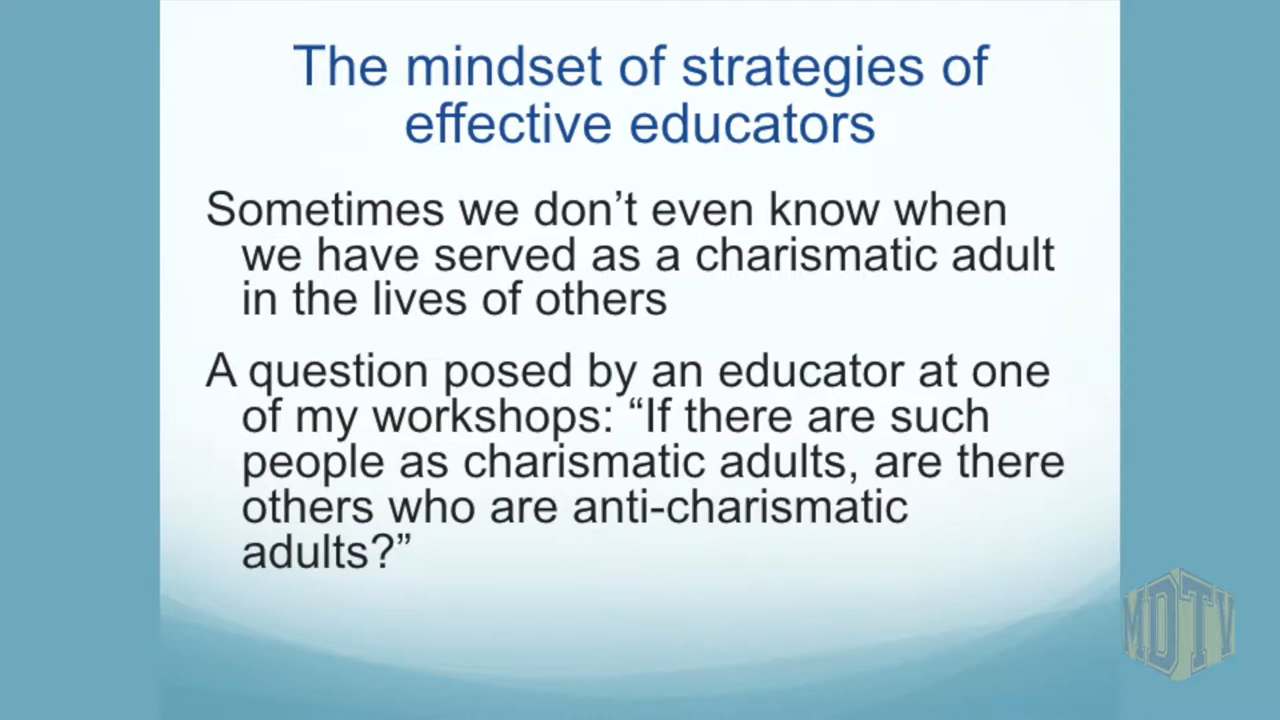 The mindset of strategies of
effective educators
Sometimes we don’t even know when
we have served as a charismatic adult
in the lives of others
A question posed by an educator at one
of my workshops: “If there are such
people as charismatic adults, are there
others who are anti-charismatic
adults?”
MDTV